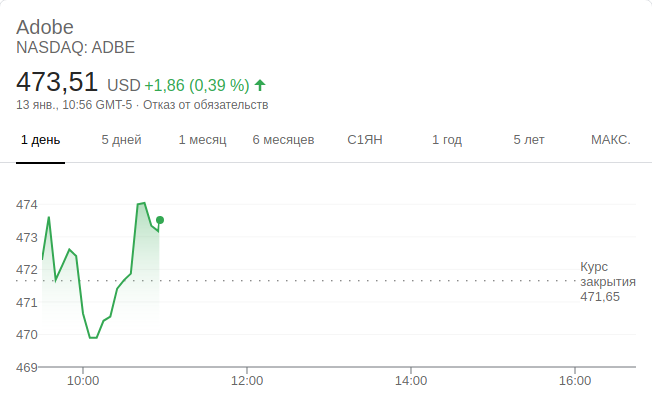 Adobe
NASDAQ: ADBE
473,51 USD +1,86 (0,39 %)
13 янв., 10:56 GMT-5 · Отказ от обязательств
1 день 5 дней 1 месяц 6 месяцев С1ЯН 1 год 5 лет МАКС.
474
473
472
471
470
469
Курс
закрытия
471,65
10:00 12:00 14:00 16:00